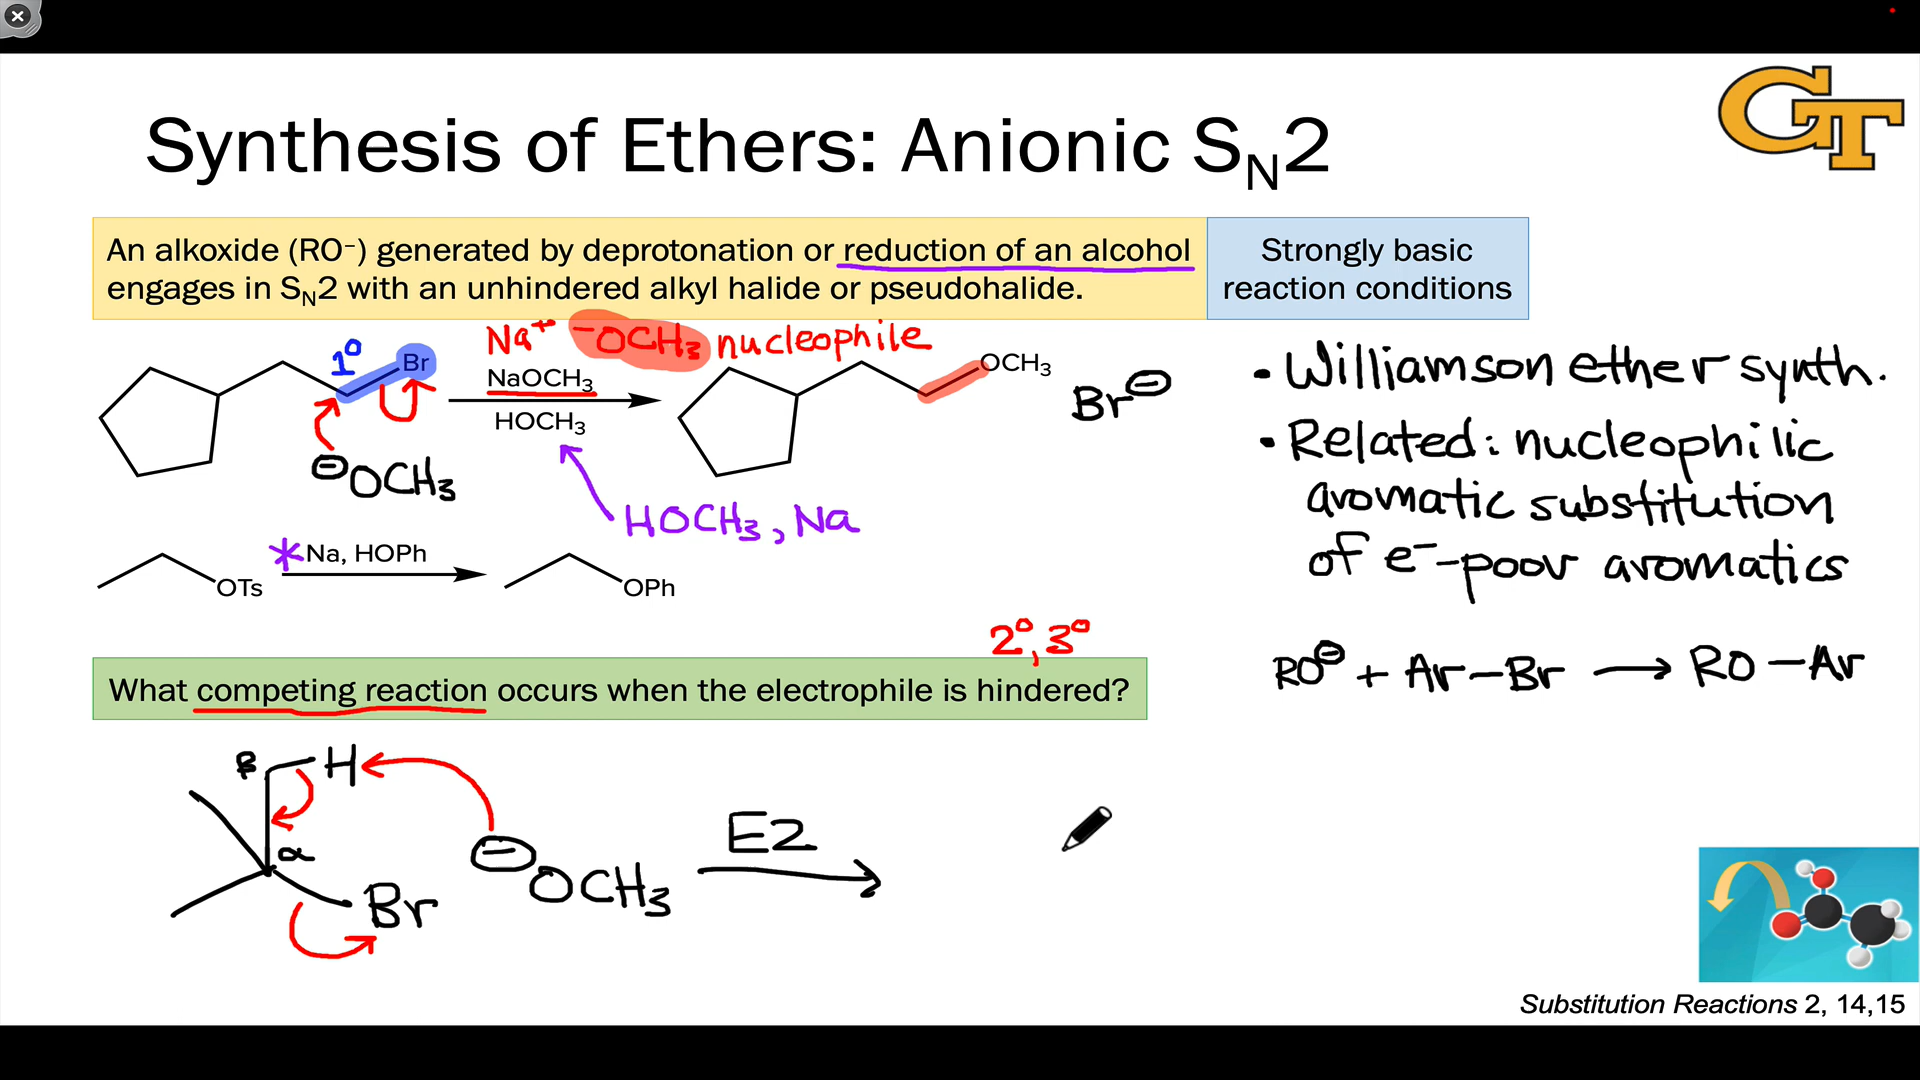 GT
Synthesis of Ethers: Anionic SN2
An alkoxide (RO⁻) generated by deprotonation or reduction of an alcohol
engages in SN2 with an unhindered alkyl halide or pseudohalide.
Strongly basic
reaction conditions
Na⁺ ⁻OCH₃ nucleophile
1° Br
NaOCH₃
HOCH₃
OCH₃
Br⊖
⊖OCH₃
HOCH₃, Na
*Na, HOPh
OTs
OPh
• Williamson ether synth.
• Related: nucleophilic
aromatic substitution
of e⁻-poor aromatics
RO⊖ + Ar–Br → RO–Ar
2°, 3°
What competing reaction occurs when the electrophile is hindered?
β H
α
Br
⊖OCH₃
E2
Substitution Reactions 2, 14,15